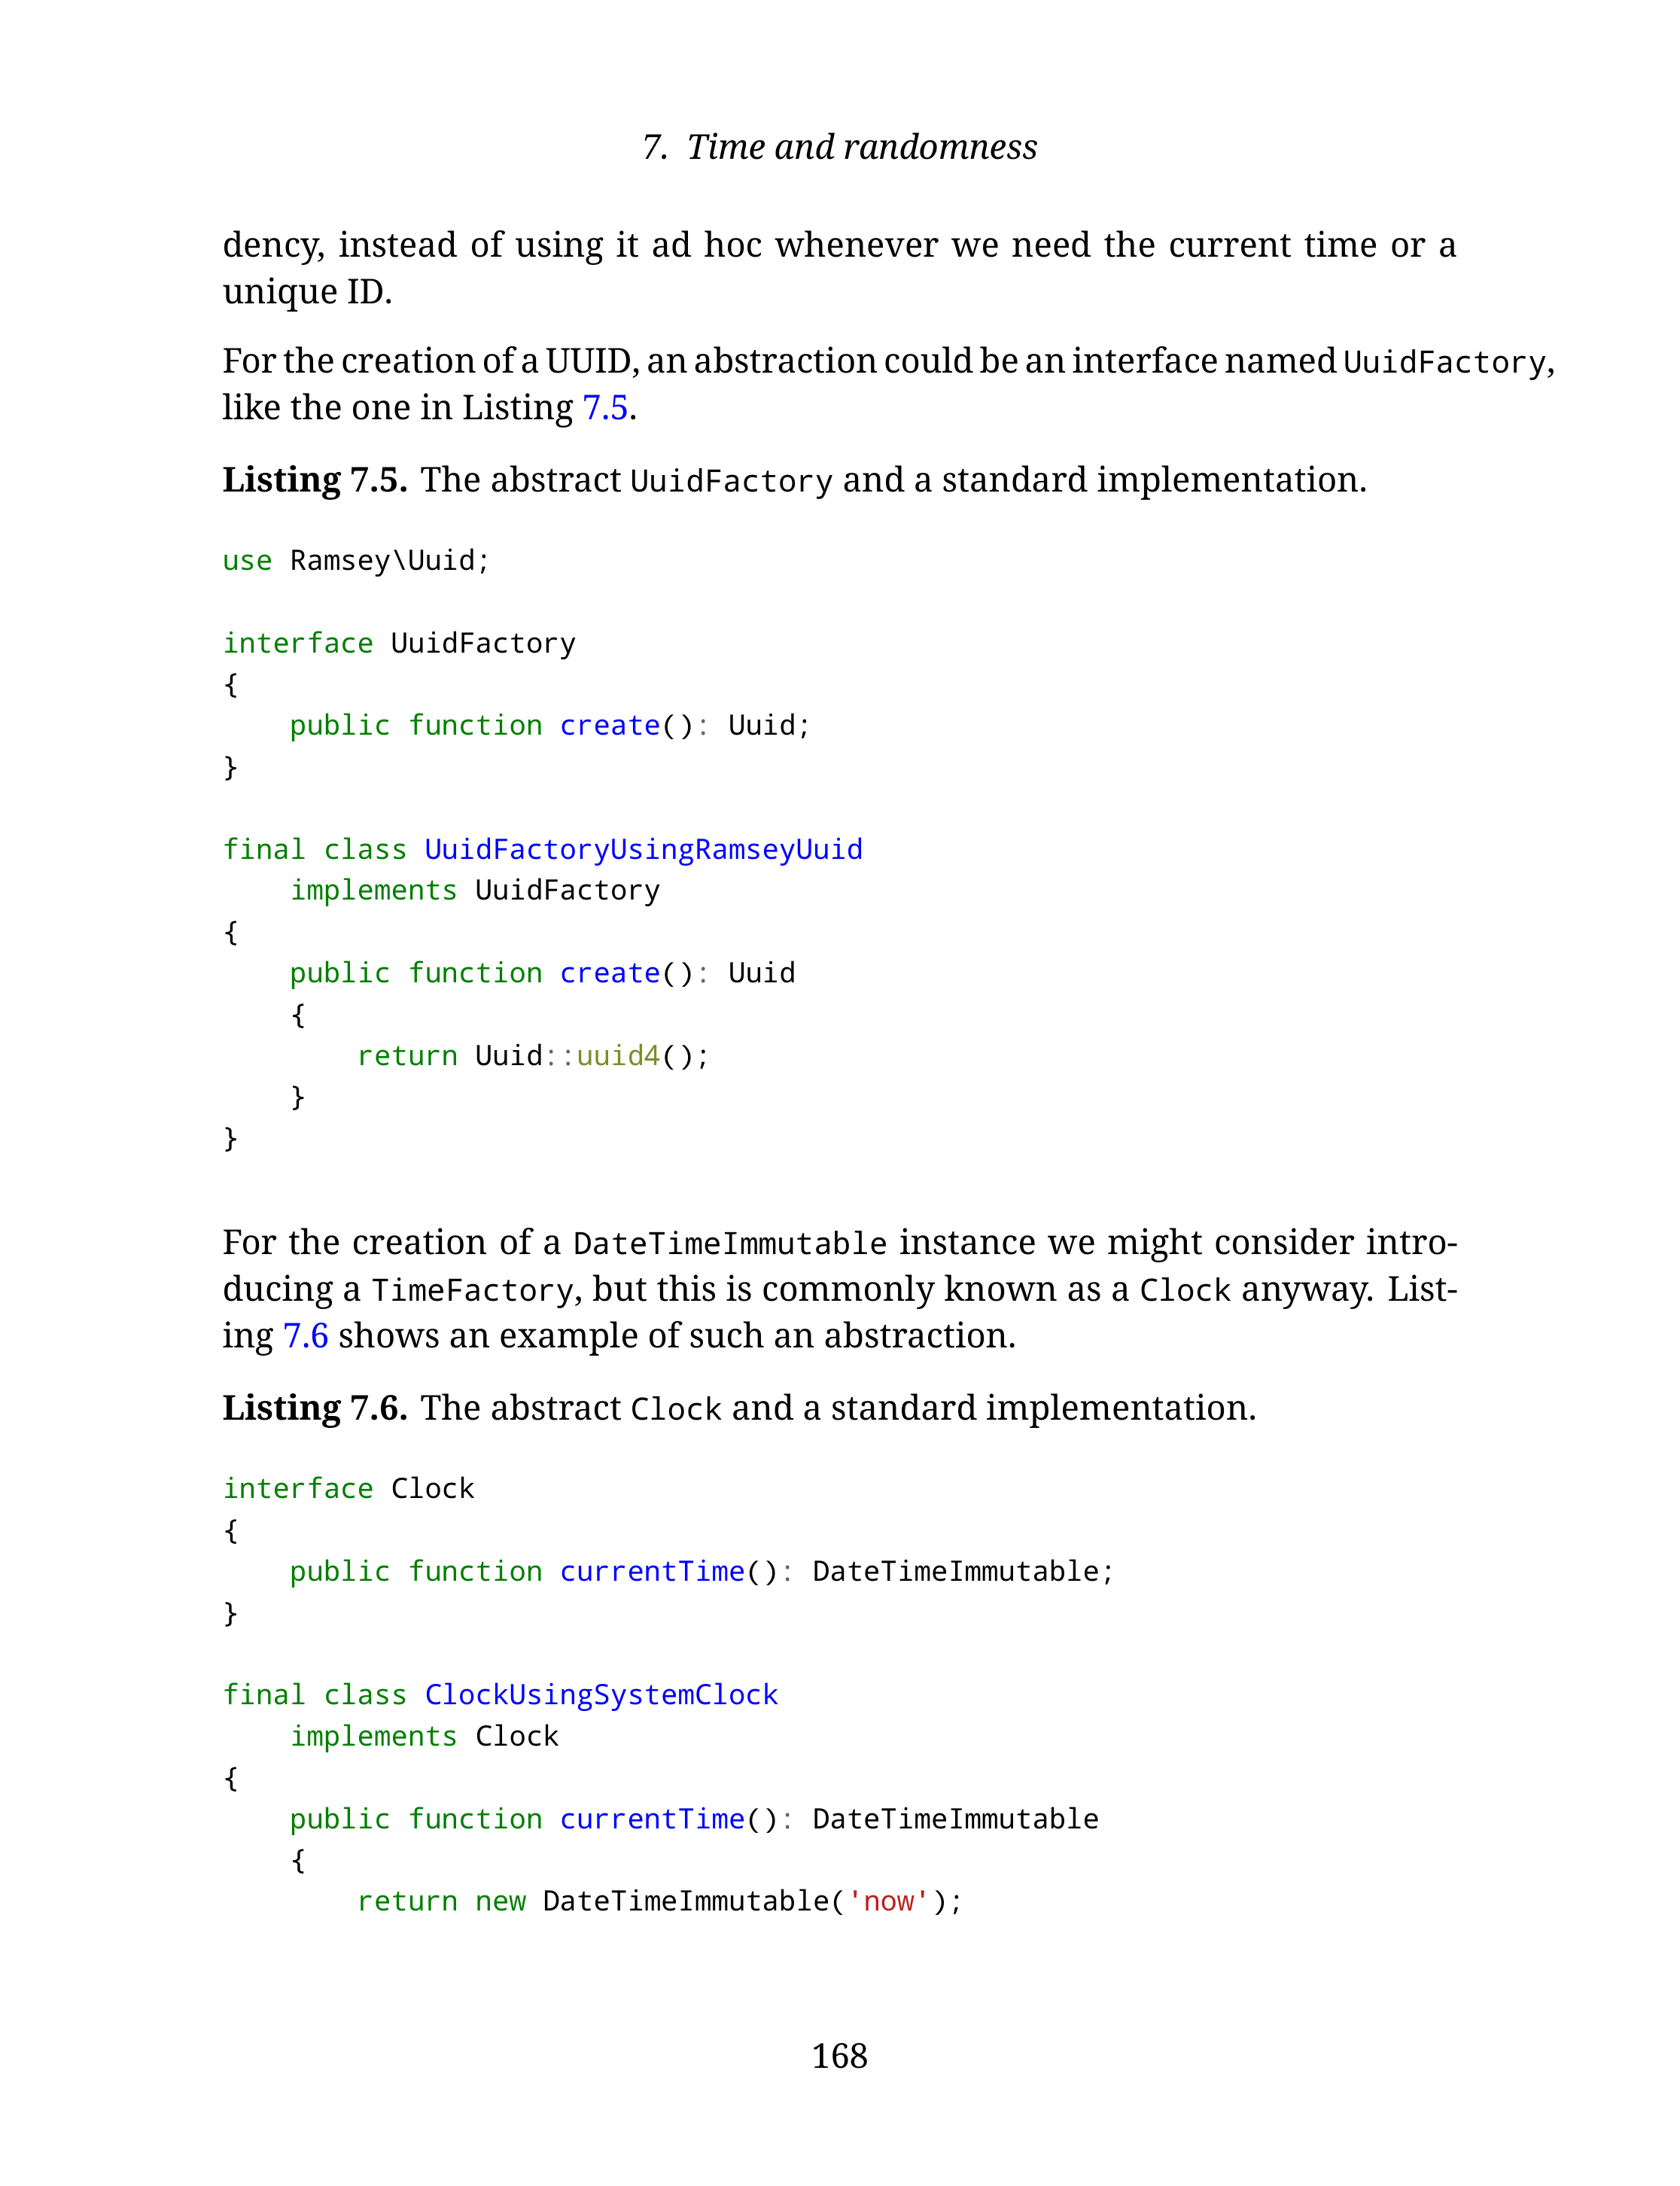 7. Time and randomness
dency, instead of using it ad hoc whenever we need the current time or a
unique ID.
For the creation of a UUID, an abstraction could be an interface named UuidFactory,
like the one in Listing 7.5.
Listing 7.5. The abstract UuidFactory and a standard implementation.
use Ramsey\Uuid;
interface UuidFactory
{
    public function create(): Uuid;
}
final class UuidFactoryUsingRamseyUuid
    implements UuidFactory
{
    public function create(): Uuid
    {
        return Uuid::uuid4();
    }
}
For the creation of a DateTimeImmutable instance we might consider intro-
ducing a TimeFactory, but this is commonly known as a Clock anyway. List-
ing 7.6 shows an example of such an abstraction.
Listing 7.6. The abstract Clock and a standard implementation.
interface Clock
{
    public function currentTime(): DateTimeImmutable;
}
final class ClockUsingSystemClock
    implements Clock
{
    public function currentTime(): DateTimeImmutable
    {
        return new DateTimeImmutable('now');
168